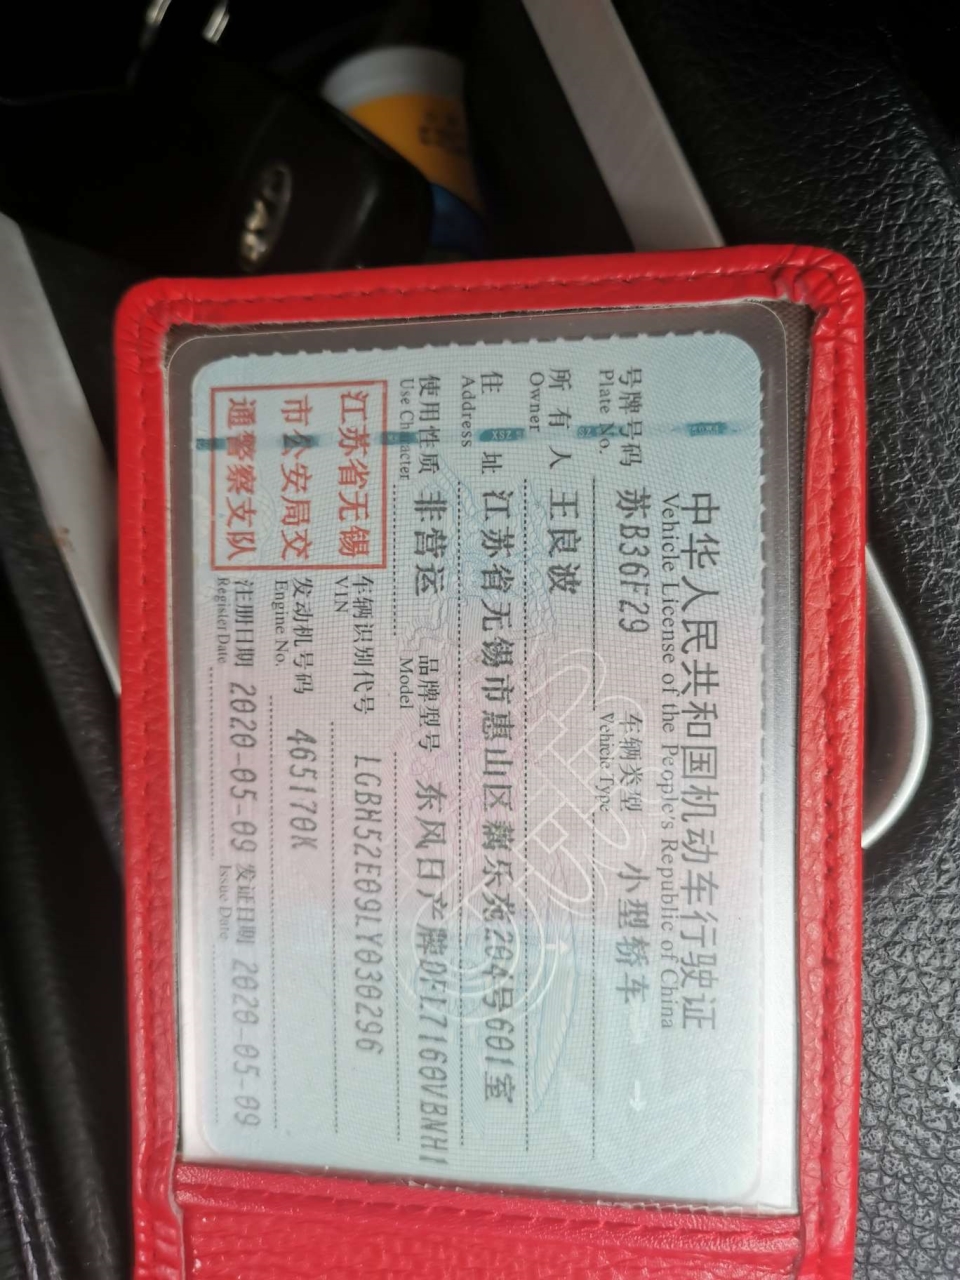 中华人民共和国机动车行驶证
Vehicle License of the People's Republic of China
号牌号码 苏B36F29 车辆类型 小型轿车
Plate No. Vehicle Type
所有人 王良波
Owner
住址 江苏省无锡市惠山区藕乐苑204号601室
Address
使用性质 非营运 品牌型号 东风日产牌DFL7160VBNH1
Use Character Model
江苏省无锡
市公安局交
通警察支队
车辆识别代号 LGBH52E09LY030296
VIN
发动机号码 465170K
Engine No.
注册日期 2020-05-09 发证日期 2020-05-09
Register Date Issue Date